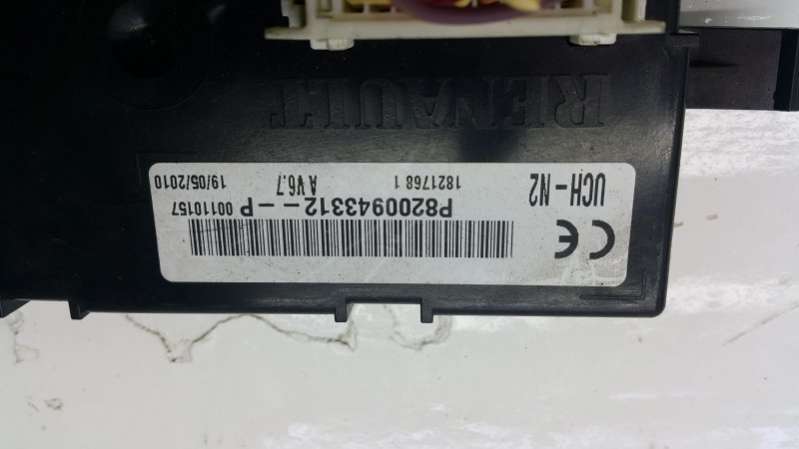 CE
P8200943312--P 00110157
UCH-N2
1821768 1
A V6.7
19/05/2010
RENAULT